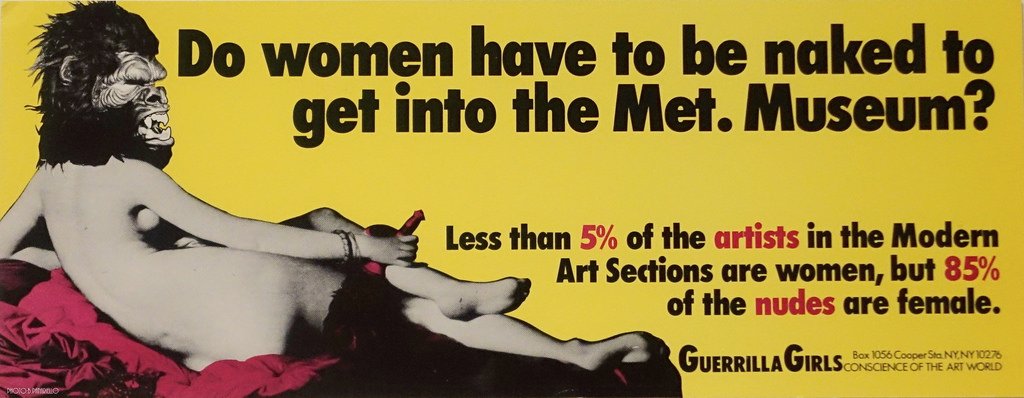 Do women have to be naked to
get into the Met. Museum?
Less than 5% of the artists in the Modern
Art Sections are women, but 85%
of the nudes are female.
GUERRILLA GIRLS
Box 1056 Cooper Sta. NY, NY 10276
CONSCIENCE OF THE ART WORLD